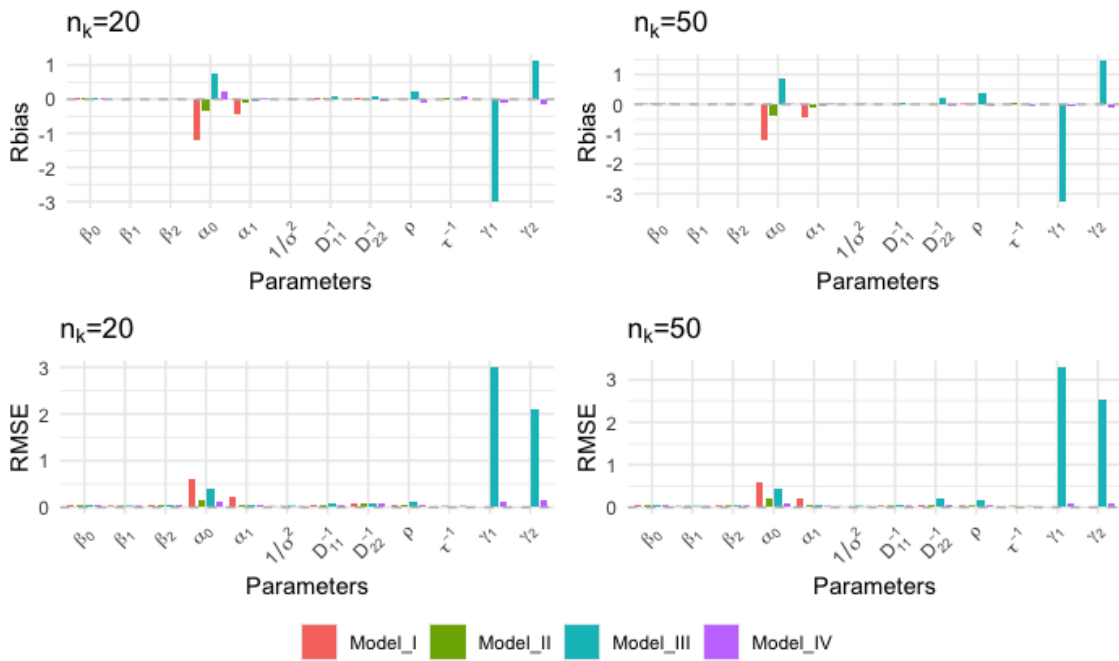 n_k=20
n_k=50
Rbias
1
0
-1
-2
-3
β₀ β₁ β₂ α₀ α₁ 1/σ² D₁₁⁻¹ D₂₂⁻¹ ρ τ⁻¹ γ₁ γ₂
Parameters
Rbias
1
0
-1
-2
-3
β₀ β₁ β₂ α₀ α₁ 1/σ² D₁₁⁻¹ D₂₂⁻¹ ρ τ⁻¹ γ₁ γ₂
Parameters
n_k=20
n_k=50
RMSE
3
2
1
0
β₀ β₁ β₂ α₀ α₁ 1/σ² D₁₁⁻¹ D₂₂⁻¹ ρ τ⁻¹ γ₁ γ₂
Parameters
RMSE
3
2
1
0
β₀ β₁ β₂ α₀ α₁ 1/σ² D₁₁⁻¹ D₂₂⁻¹ ρ τ⁻¹ γ₁ γ₂
Parameters
Model_I Model_II Model_III Model_IV